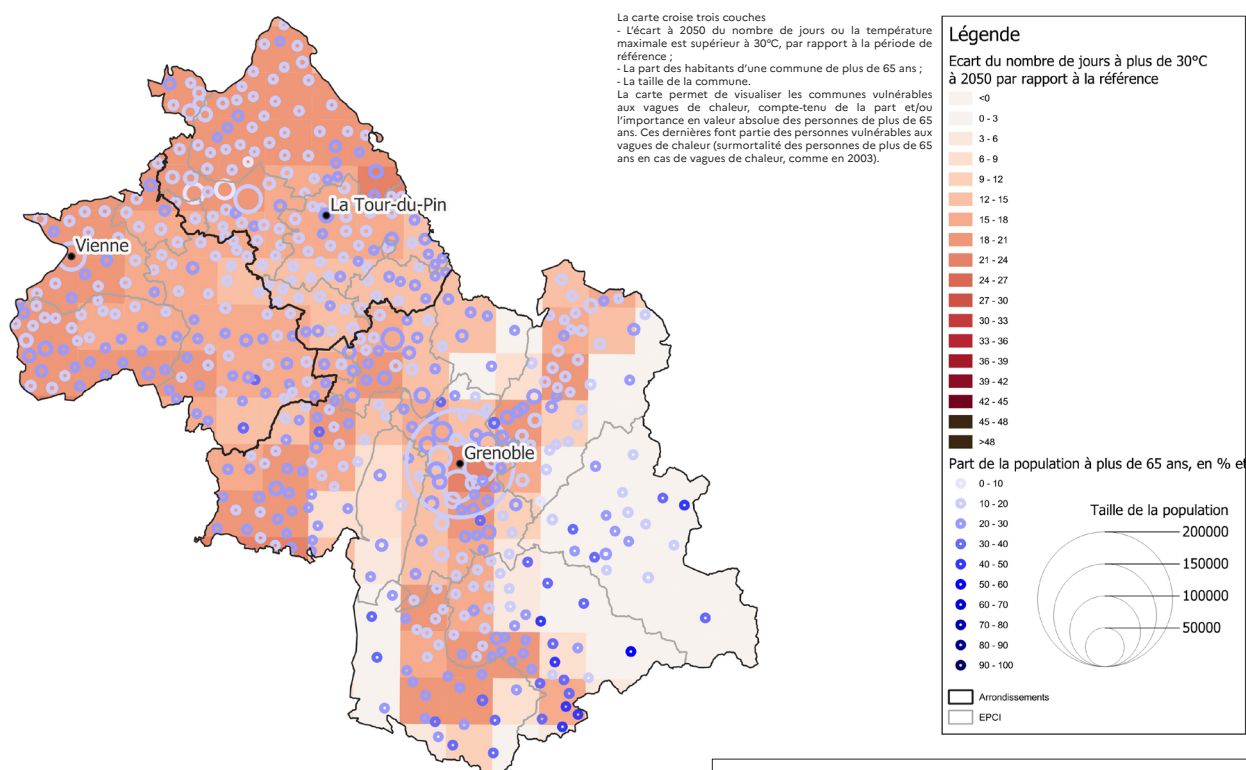 La carte croise trois couches
- L'écart à 2050 du nombre de jours ou la température
maximale est supérieur à 30°C, par rapport à la période de
référence ;
- La part des habitants d'une commune de plus de 65 ans ;
- La taille de la commune.
La carte permet de visualiser les communes vulnérables
aux vagues de chaleur, compte-tenu de la part et/ou
l'importance en valeur absolue des personnes de plus de 65
ans. Ces dernières font partie des personnes vulnérables aux
vagues de chaleur (surmortalité des personnes de plus de 65
ans en cas de vagues de chaleur, comme en 2003).
La Tour-du-Pin
Vienne
Grenoble
Légende
Ecart du nombre de jours à plus de 30°C
à 2050 par rapport à la référence
<0
0 - 3
3 - 6
6 - 9
9 - 12
12 - 15
15 - 18
18 - 21
21 - 24
24 - 27
27 - 30
30 - 33
33 - 36
36 - 39
39 - 42
42 - 45
45 - 48
>48
Part de la population à plus de 65 ans, en % et
0 - 10
10 - 20
20 - 30
30 - 40
40 - 50
50 - 60
60 - 70
70 - 80
80 - 90
90 - 100
Taille de la population
200000
150000
100000
50000
Arrondissements
EPCI